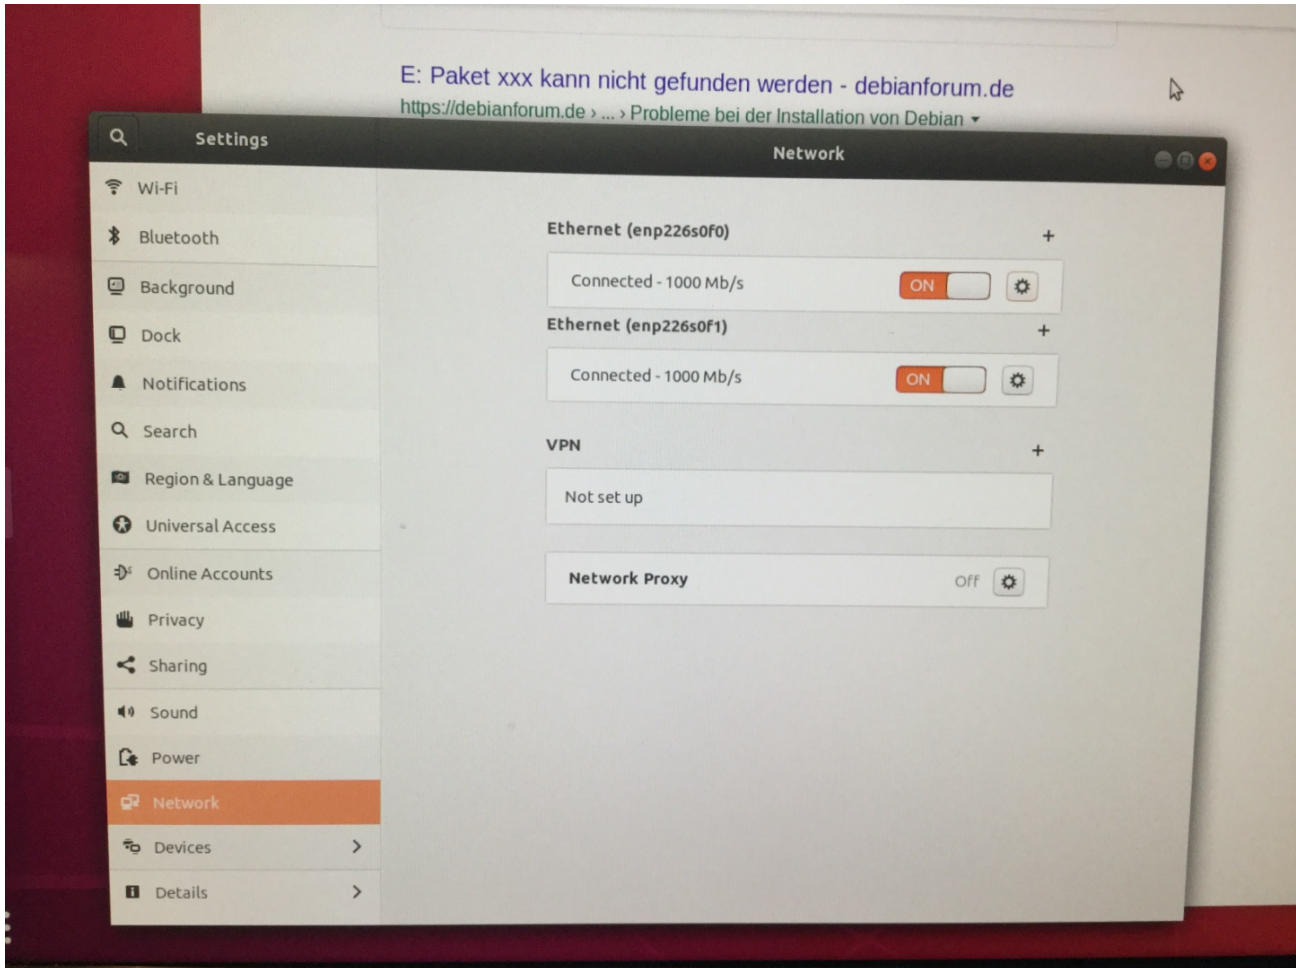 E: Paket xxx kann nicht gefunden werden - debianforum.de
https://debianforum.de › ... › Probleme bei der Installation von Debian
Settings
Network
Wi-Fi
Bluetooth
Background
Dock
Notifications
Search
Region & Language
Universal Access
Online Accounts
Privacy
Sharing
Sound
Power
Network
Devices
Details
Ethernet (enp226s0f0)
Connected - 1000 Mb/s
ON
Ethernet (enp226s0f1)
Connected - 1000 Mb/s
ON
VPN
Not set up
Network Proxy
Off